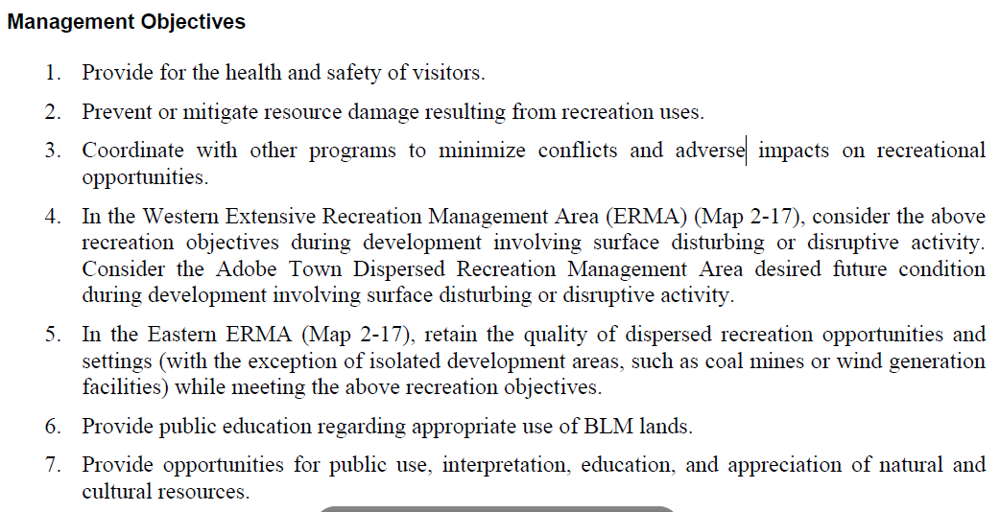 Management Objectives
1. Provide for the health and safety of visitors.
2. Prevent or mitigate resource damage resulting from recreation uses.
3. Coordinate with other programs to minimize conflicts and adverse impacts on recreational
opportunities.
4. In the Western Extensive Recreation Management Area (ERMA) (Map 2-17), consider the above
recreation objectives during development involving surface disturbing or disruptive activity.
Consider the Adobe Town Dispersed Recreation Management Area desired future condition
during development involving surface disturbing or disruptive activity.
5. In the Eastern ERMA (Map 2-17), retain the quality of dispersed recreation opportunities and
settings (with the exception of isolated development areas, such as coal mines or wind generation
facilities) while meeting the above recreation objectives.
6. Provide public education regarding appropriate use of BLM lands.
7. Provide opportunities for public use, interpretation, education, and appreciation of natural and
cultural resources.